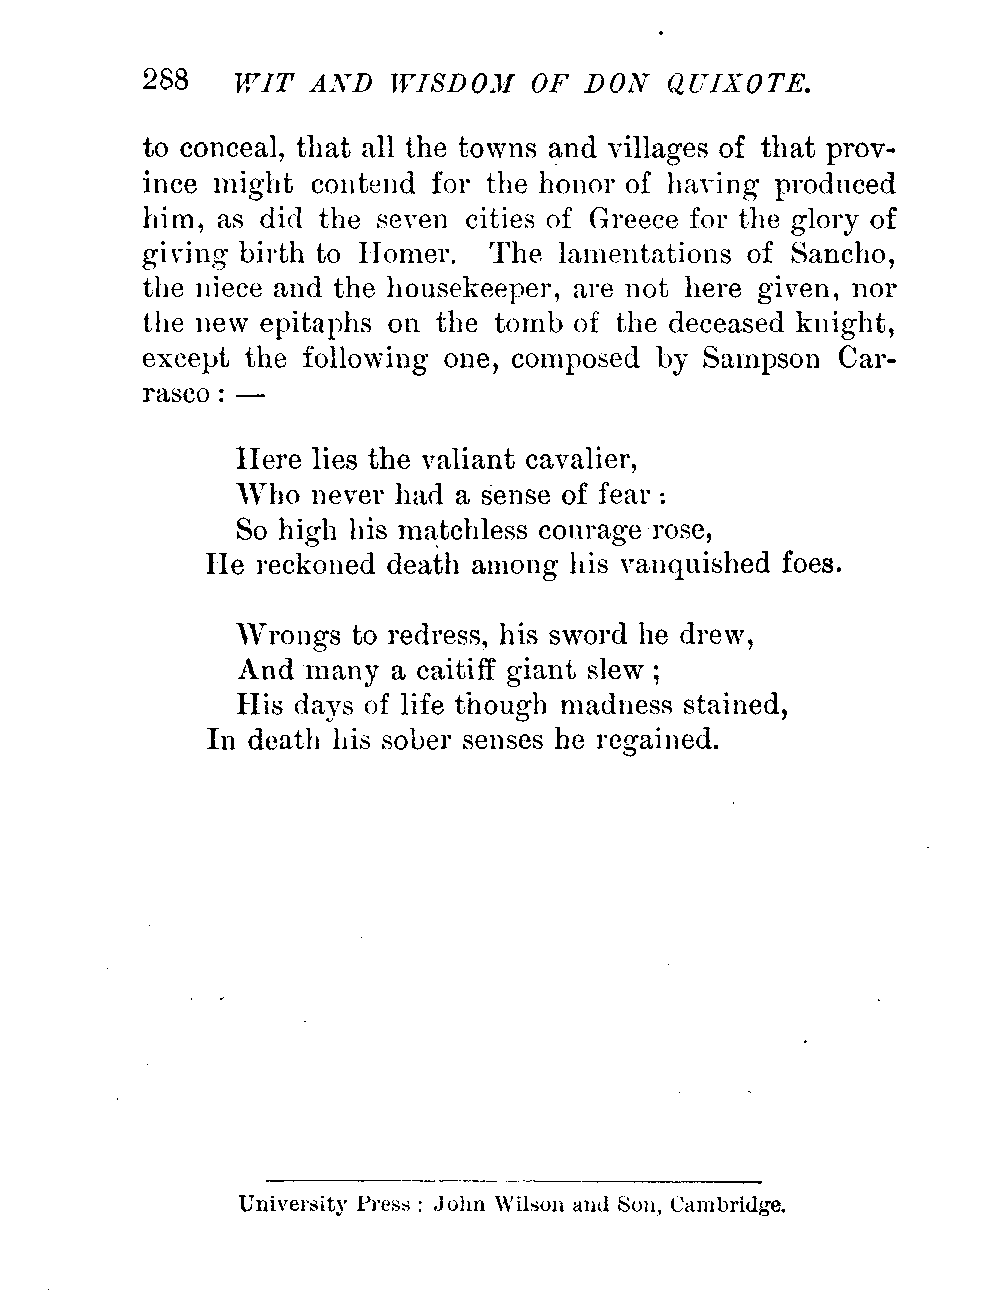 288 WIT AND WISDOM OF DON QUIXOTE.
to conceal, that all the towns and villages of that prov-
ince might contend for the honor of having produced
him, as did the seven cities of Greece for the glory of
giving birth to Homer. The lamentations of Sancho,
the niece and the housekeeper, are not here given, nor
the new epitaphs on the tomb of the deceased knight,
except the following one, composed by Sampson Car-
rasco: —
Here lies the valiant cavalier,
Who never had a sense of fear:
So high his matchless courage rose,
He reckoned death among his vanquished foes.
Wrongs to redress, his sword he drew,
And many a caitiff giant slew;
His days of life though madness stained,
In death his sober senses he regained.
University Press: John Wilson and Son, Cambridge.